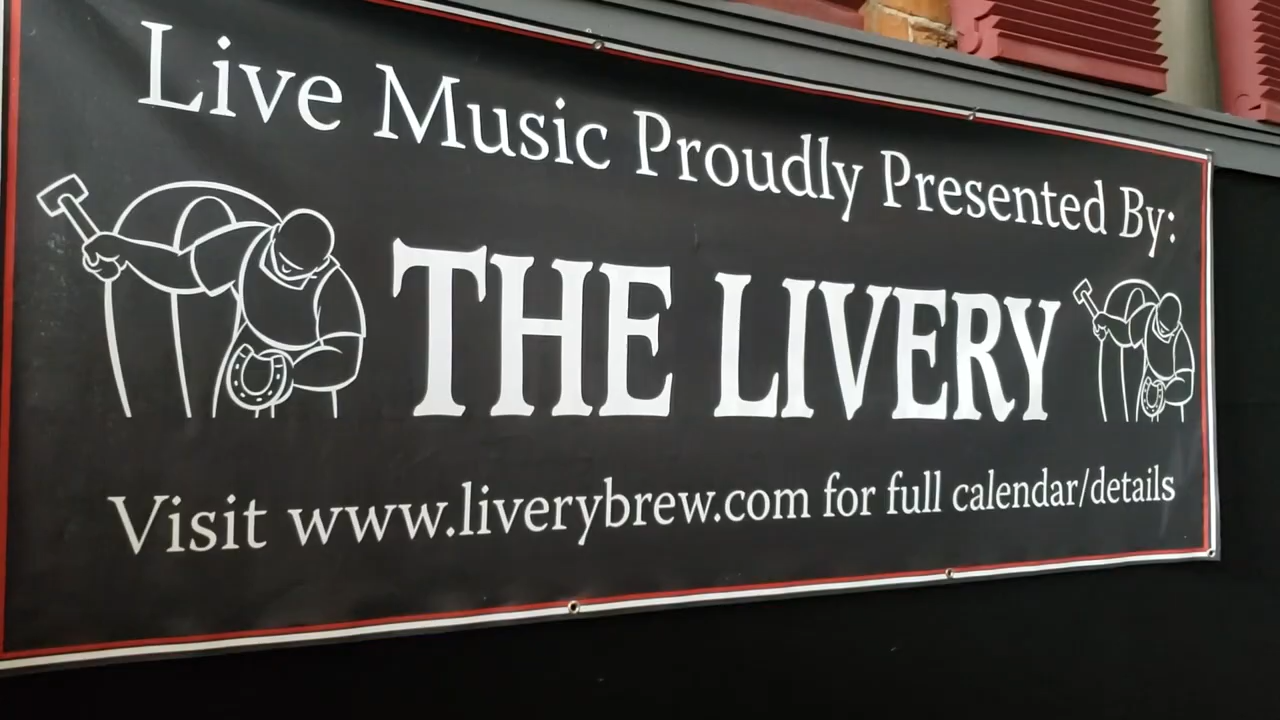 Live Music Proudly Presented By:
THE LIVERY
Visit www.liverybrew.com for full calendar/details